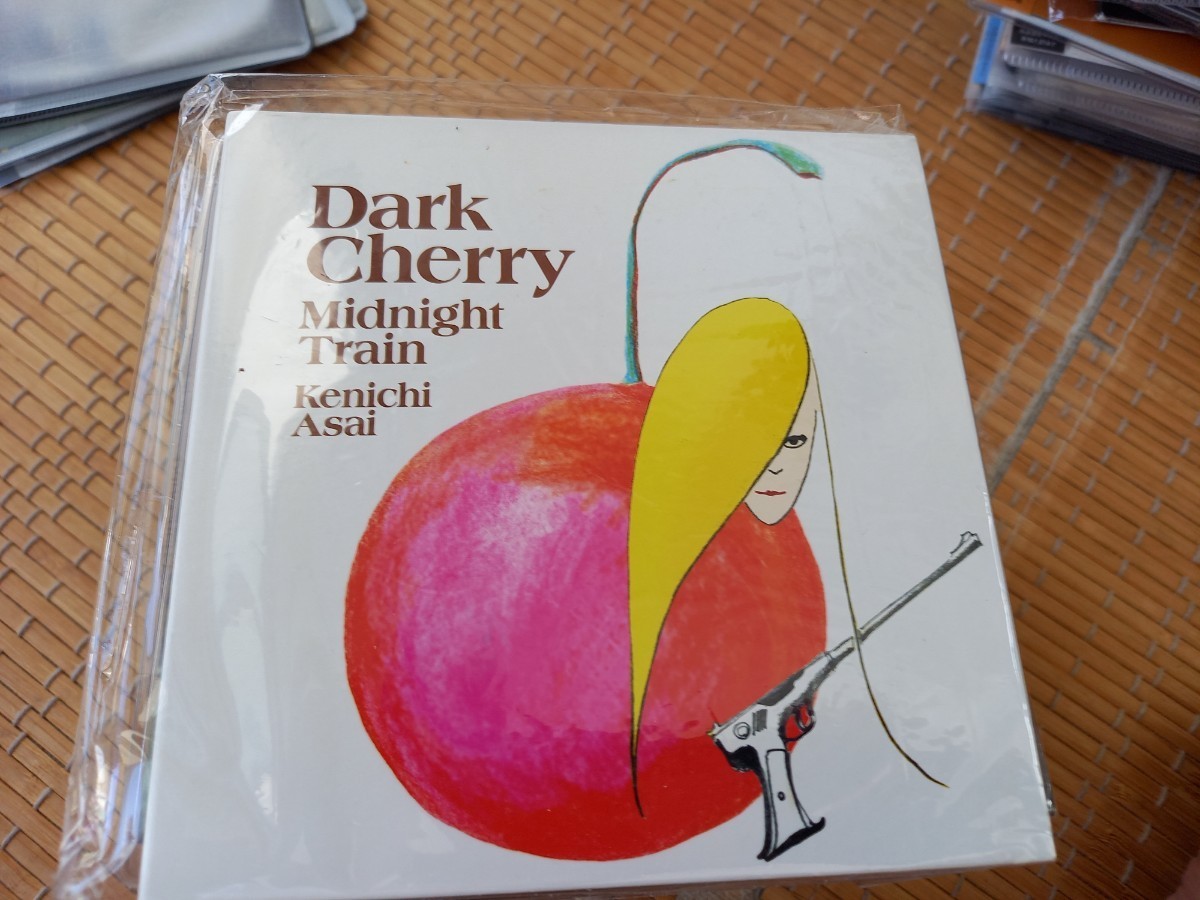 Dark
Cherry
Midnight
Train
Kenichi
Asai